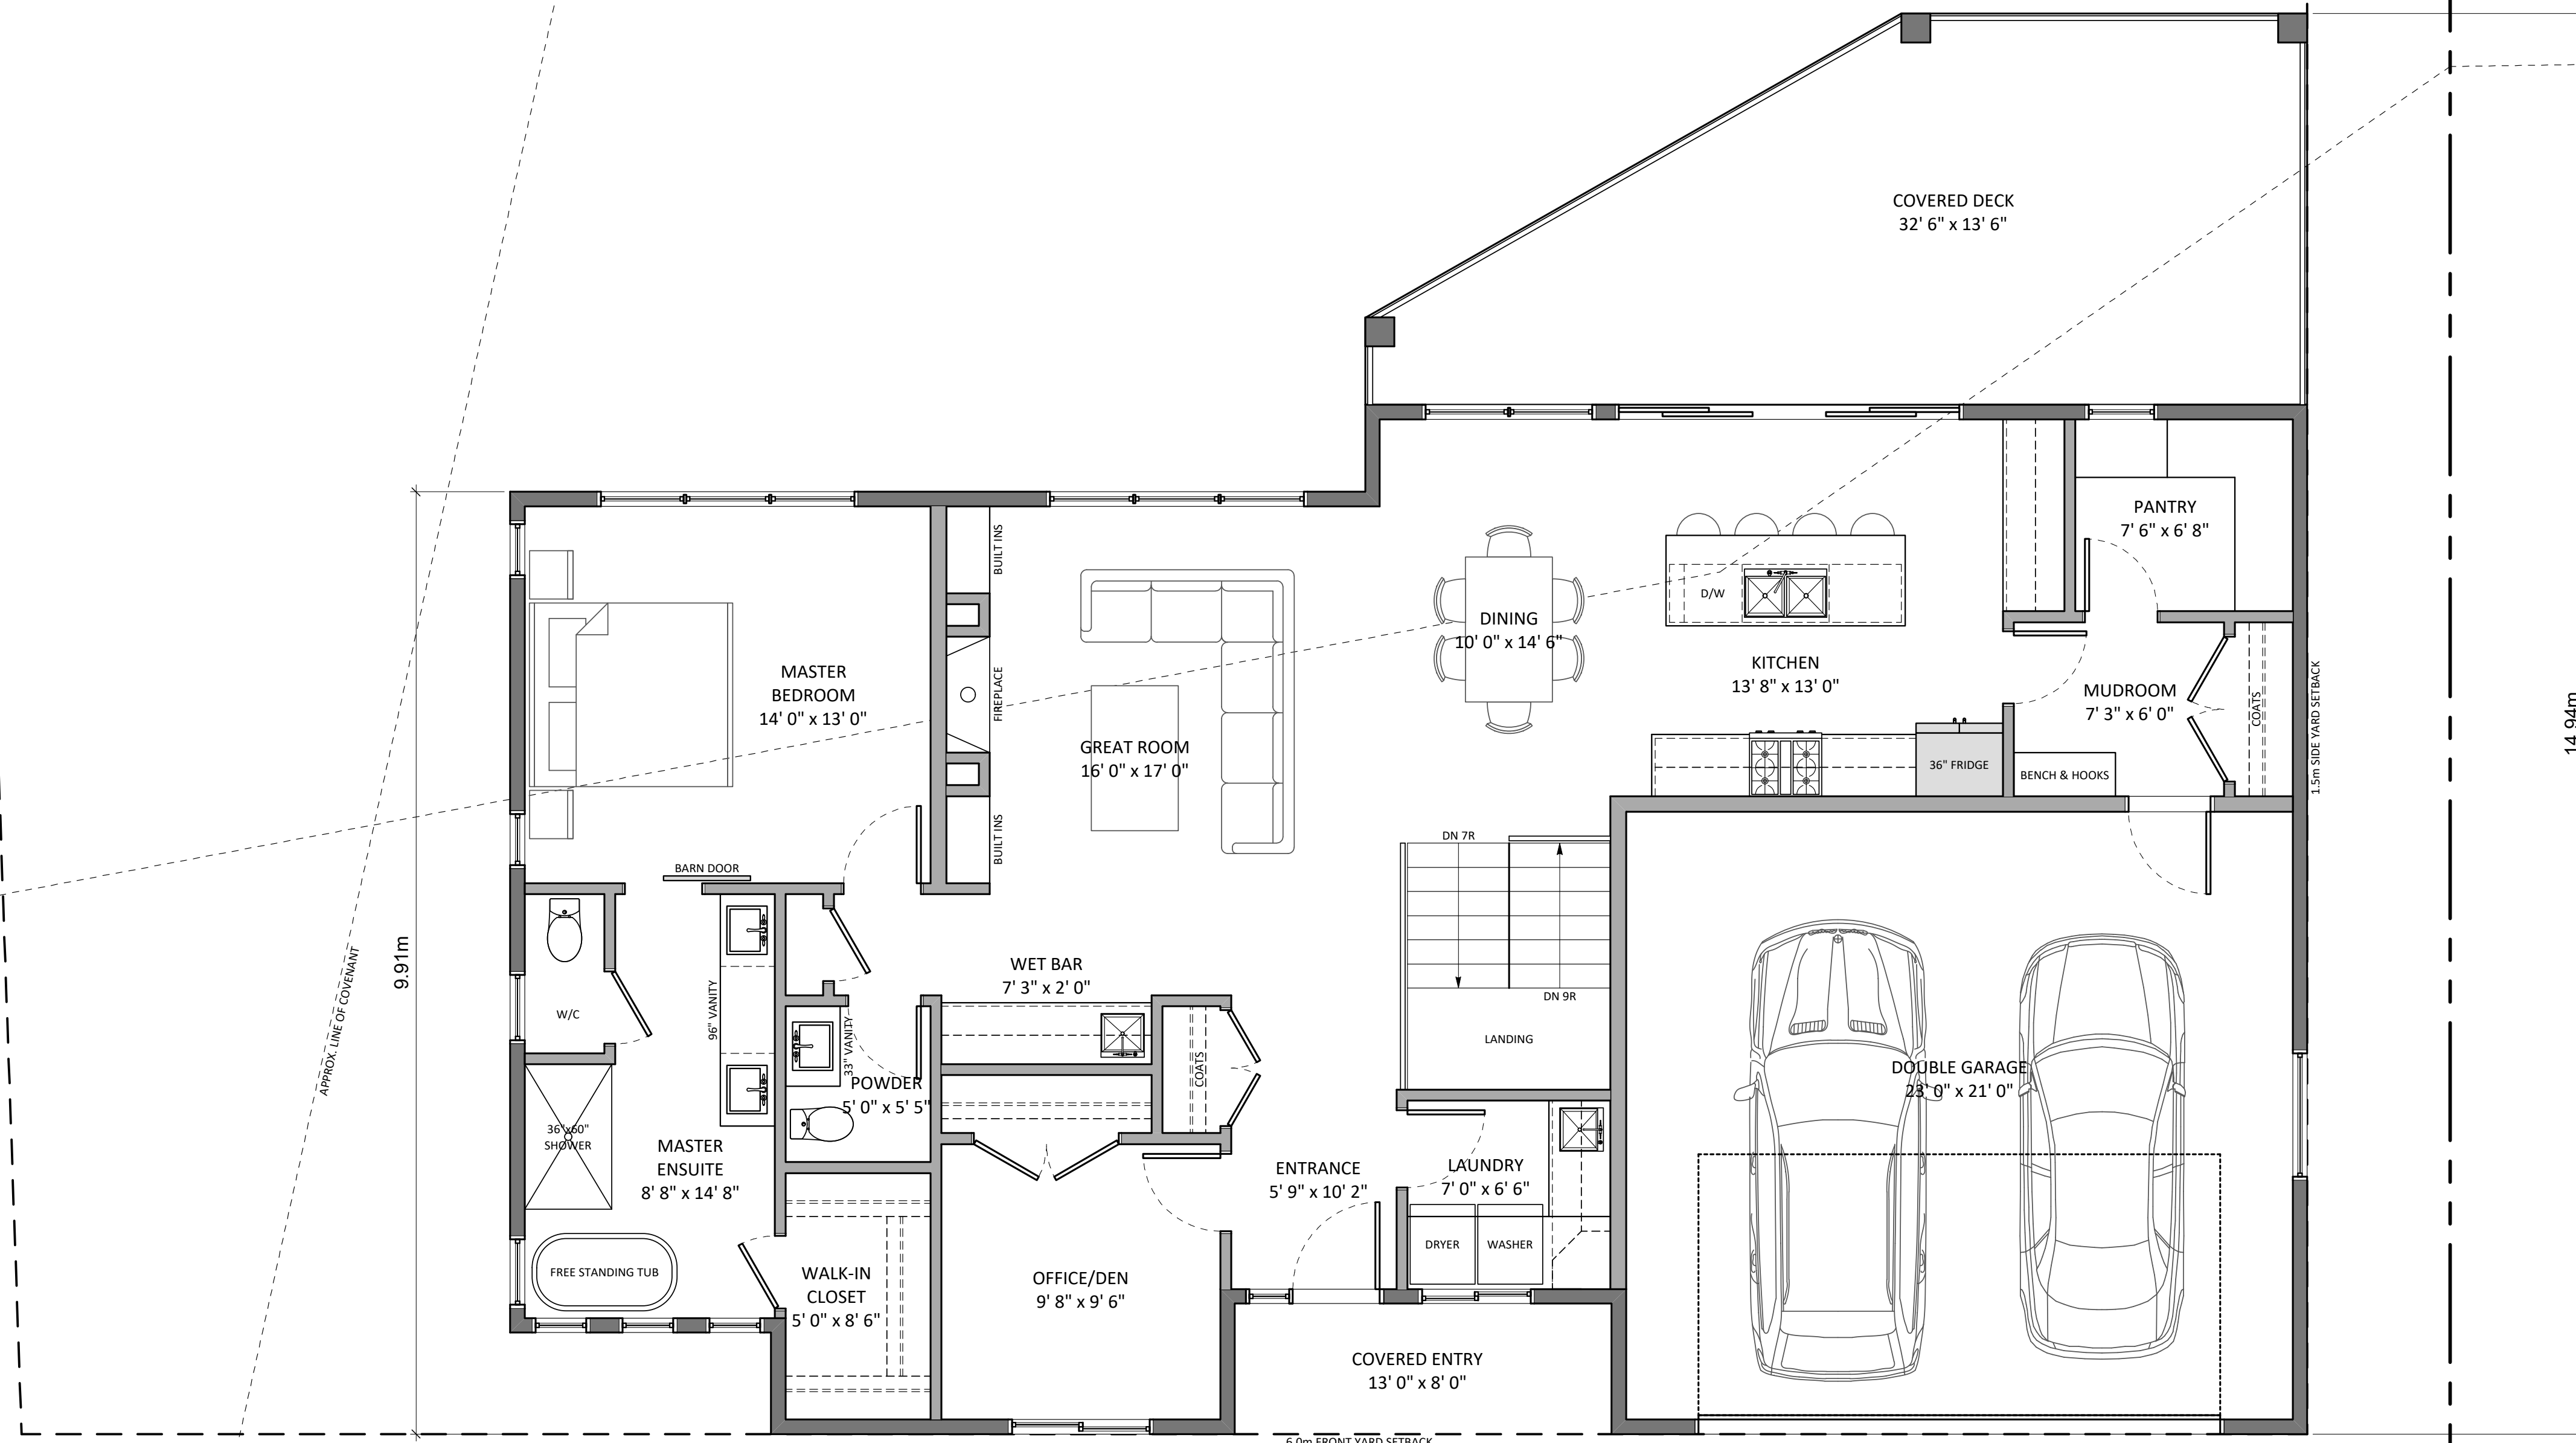 COVERED DECK
32' 6" x 13' 6"
PANTRY
7' 6" x 6' 8"
BUILT INS
D/W
DINING
10' 0" x 14' 6"
KITCHEN
13' 8" x 13' 0"
MASTER
BEDROOM
14' 0" x 13' 0"
FIREPLACE
MUDROOM
7' 3" x 6' 0"
COATS
1.5m SIDE YARD SETBACK
14.94m
GREAT ROOM
16' 0" x 17' 0"
36" FRIDGE
BENCH & HOOKS
BUILT INS
DN 7R
BARN DOOR
9.91m
APPROX. LINE OF COVENANT
WET BAR
7' 3" x 2' 0"
DN 9R
W/C
96" VANITY
33" VANITY
LANDING
COATS
POWDER
5' 0" x 5' 5"
DOUBLE GARAGE
23' 0" x 21' 0"
36"x60"
SHOWER
MASTER
ENSUITE
8' 8" x 14' 8"
ENTRANCE
5' 9" x 10' 2"
LAUNDRY
7' 0" x 6' 6"
DRYER
WASHER
FREE STANDING TUB
WALK-IN
CLOSET
5' 0" x 8' 6"
OFFICE/DEN
9' 8" x 9' 6"
COVERED ENTRY
13' 0" x 8' 0"
6.0m FRONT YARD SETBACK